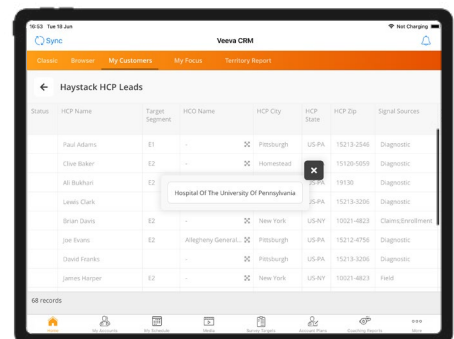 16:53 Tue 18 Jun
Not Charging
Sync
Veeva CRM
Classic Browser My Customers My Focus Territory Report
Haystack HCP Leads
Status HCP Name Target Segment HCO Name HCP City HCP State HCP Zip Signal Sources
Paul Adams E1 - Pittsburgh US-PA 15213-2546 Diagnostic
Clive Baker E2 - Homestead 15120-5059 Diagnostic
Ali Bukhari E2 US-PA 19130 Diagnostic
Hospital Of The University Of Pennsylvania
Lewis Clark US-PA 15213-3206 Diagnostic
Brian Davis E2 - New York US-NY 10021-4823 Claims;Enrollment
Joe Evans E2 Allegheny General... Pittsburgh US-PA 15212-4756 Diagnostic
David Franks - Pittsburgh US-PA 15213-3206 Diagnostic
James Harper E2 - New York US-NY 10021-4823 Field
68 records
Home My Accounts My Schedule Media Survey Targets Account Plans Coaching Reports More